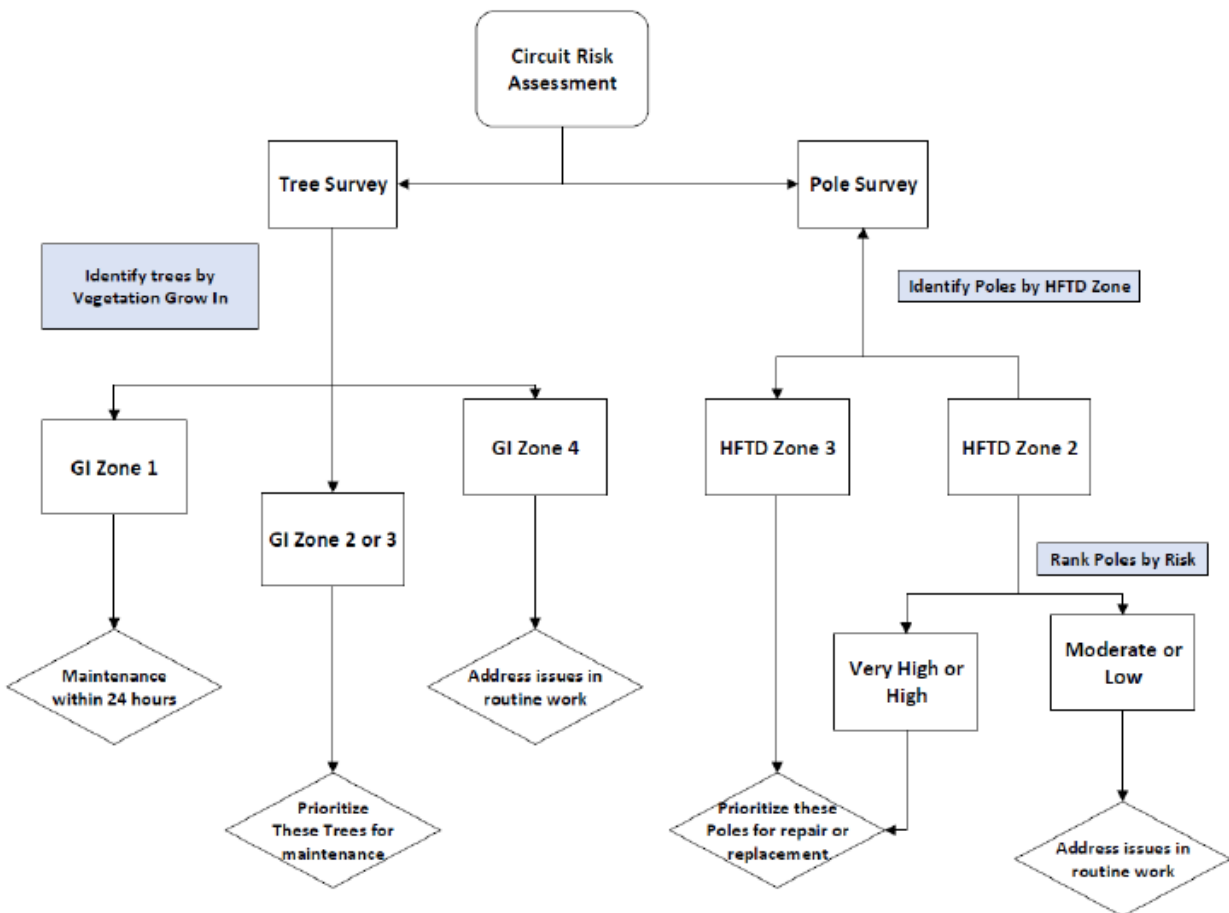 Circuit Risk
Assessment
Tree Survey
Pole Survey
Identify trees by
Vegetation Grow In
Identify Poles by HFTD Zone
GI Zone 1
GI Zone 2 or 3
GI Zone 4
HFTD Zone 3
HFTD Zone 2
Rank Poles by Risk
Very High or
High
Moderate or
Low
Maintenance
within 24 hours
Address issues in
routine work
Prioritize
These Trees for
maintenance
Prioritize these
Poles for repair or
replacement
Address issues in
routine work